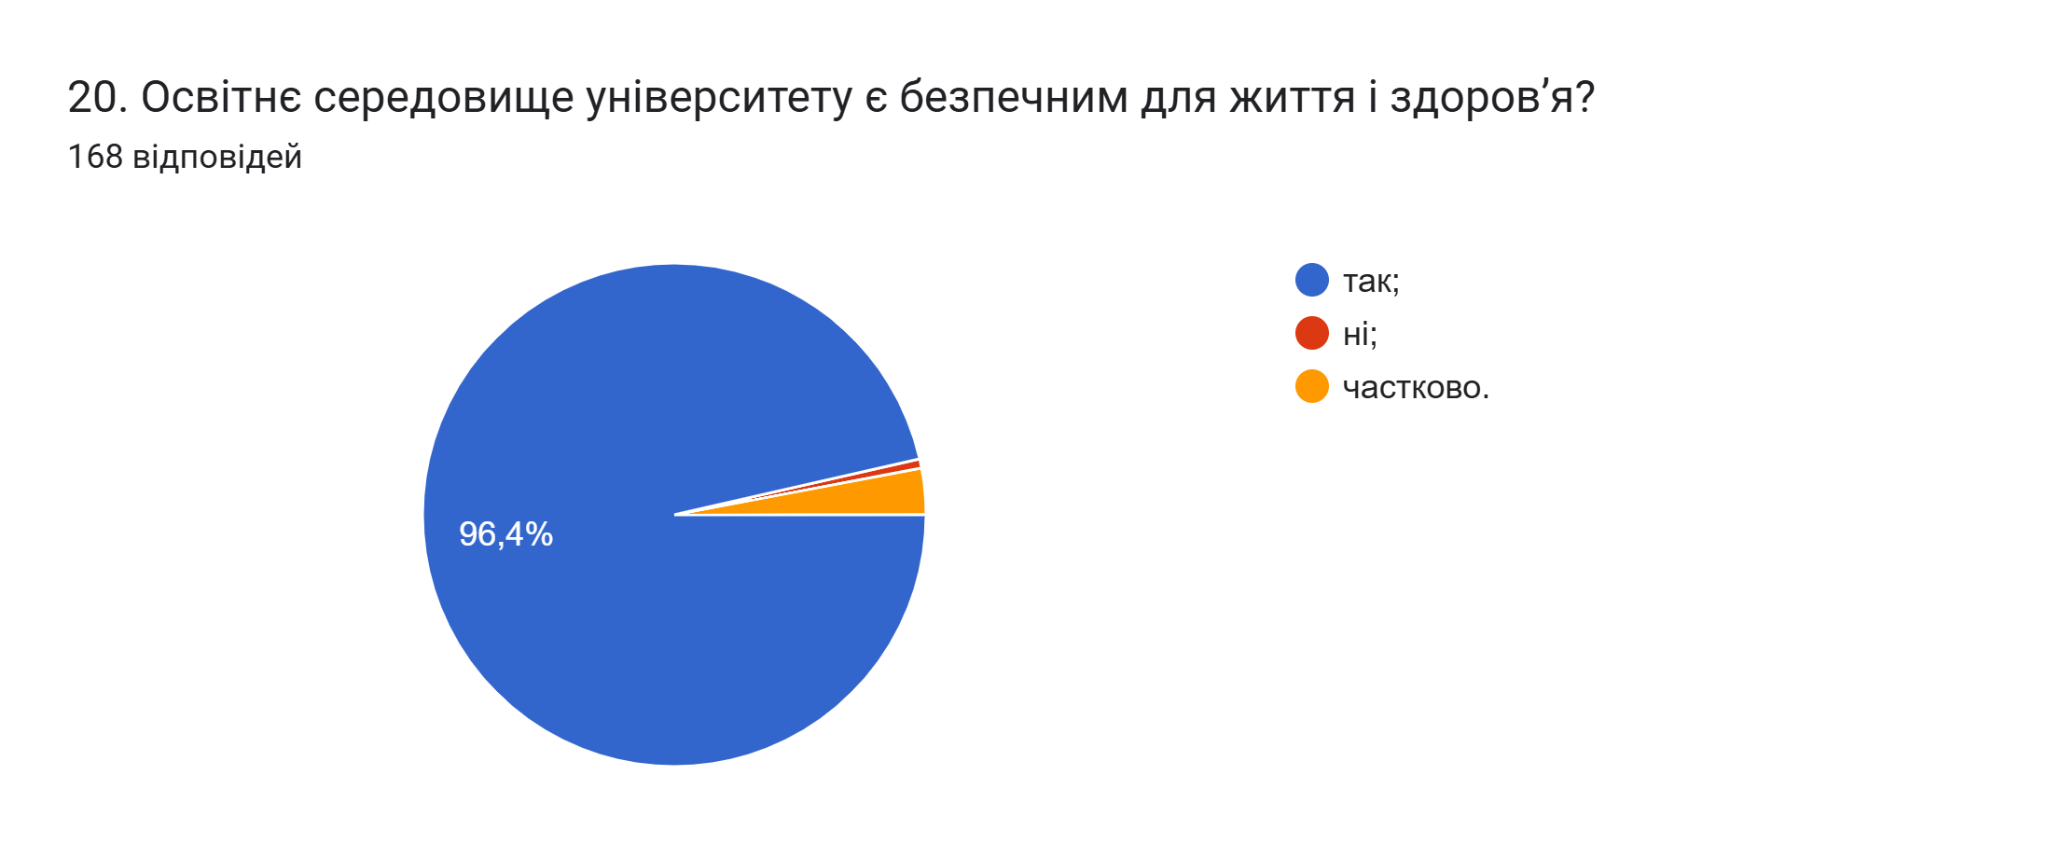 20. Освітнє середовище університету є безпечним для життя і здоров’я?
168 відповідей
так;
ні;
частково.
96,4%